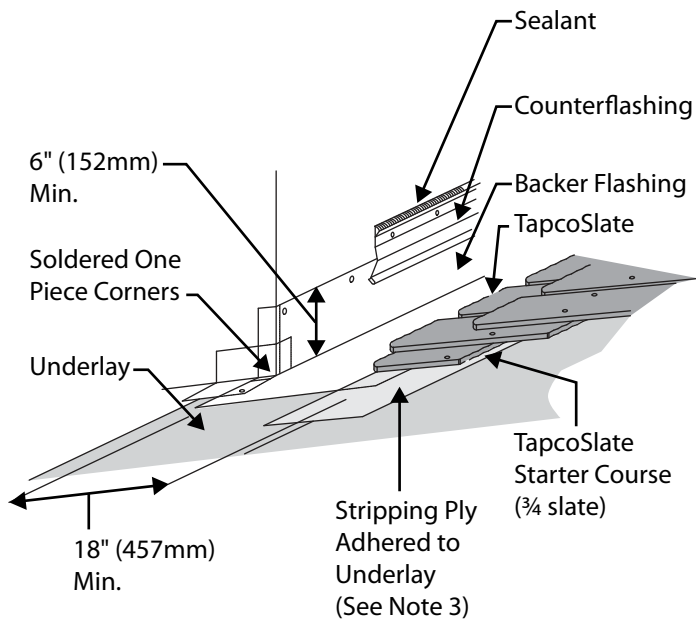 Sealant
Counterflashing
6" (152mm)
Min.
Backer Flashing
TapcoSlate
Soldered One
Piece Corners
Underlay
TapcoSlate
Starter Course
(¾ slate)
Stripping Ply
Adhered to
Underlay
(See Note 3)
18" (457mm)
Min.